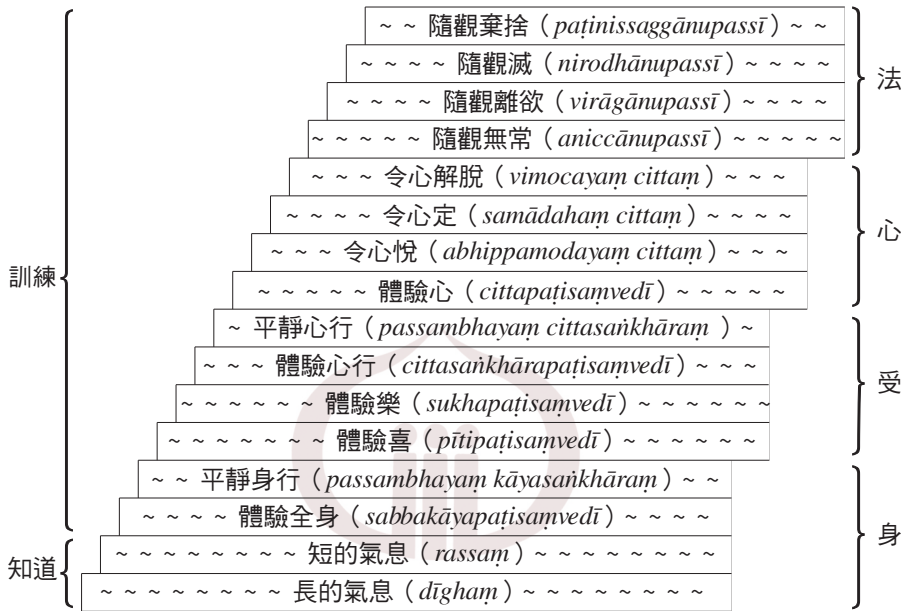 ~ ~ 隨觀棄捨（paṭinissaggānupassī）~ ~ ~ ~
~ ~ ~ ~ 隨觀滅（nirodhānupassī）~ ~ ~ ~
~ ~ ~ ~ 隨觀離欲（virāgānupassī）~ ~ ~ ~
~ ~ ~ ~ ~ 隨觀無常（aniccānupassī）~ ~ ~ ~ ~
法
~ ~ ~ 令心解脫（vimocayaṃ cittaṃ）~ ~ ~
~ ~ ~ 令心定（samādahaṃ cittaṃ）~ ~ ~ ~
~ ~ ~ 令心悅（abhippamodayaṃ cittaṃ）~ ~ ~
~ ~ ~ ~ ~ 體驗心（cittapaṭisaṃvedī）~ ~ ~ ~ ~
心
~ 平靜心行（passambhayaṃ cittasaṅkhāraṃ ）~ ~
~ ~ ~ 體驗心行（cittasaṅkhārapaṭisaṃvedī）~ ~ ~
~ ~ ~ ~ ~ ~ 體驗樂（sukhapaṭisaṃvedī）~ ~ ~ ~ ~ ~
~ ~ ~ ~ ~ ~ ~ 體驗喜（pītipaṭisaṃvedī）~ ~ ~ ~ ~ ~
受
~ ~ 平靜身行（passambhayaṃ kāyasaṅkhāraṃ）~ ~
~ ~ ~ ~ 體驗全身（sabbakāyapaṭisaṃvedī）~ ~ ~ ~
訓練
~ ~ ~ ~ ~ ~ ~ ~ 短的氣息（rassaṃ）~ ~ ~ ~ ~ ~ ~ ~
~ ~ ~ ~ ~ ~ ~ ~ 長的氣息（dīghaṃ）~ ~ ~ ~ ~ ~ ~ ~
知道
身